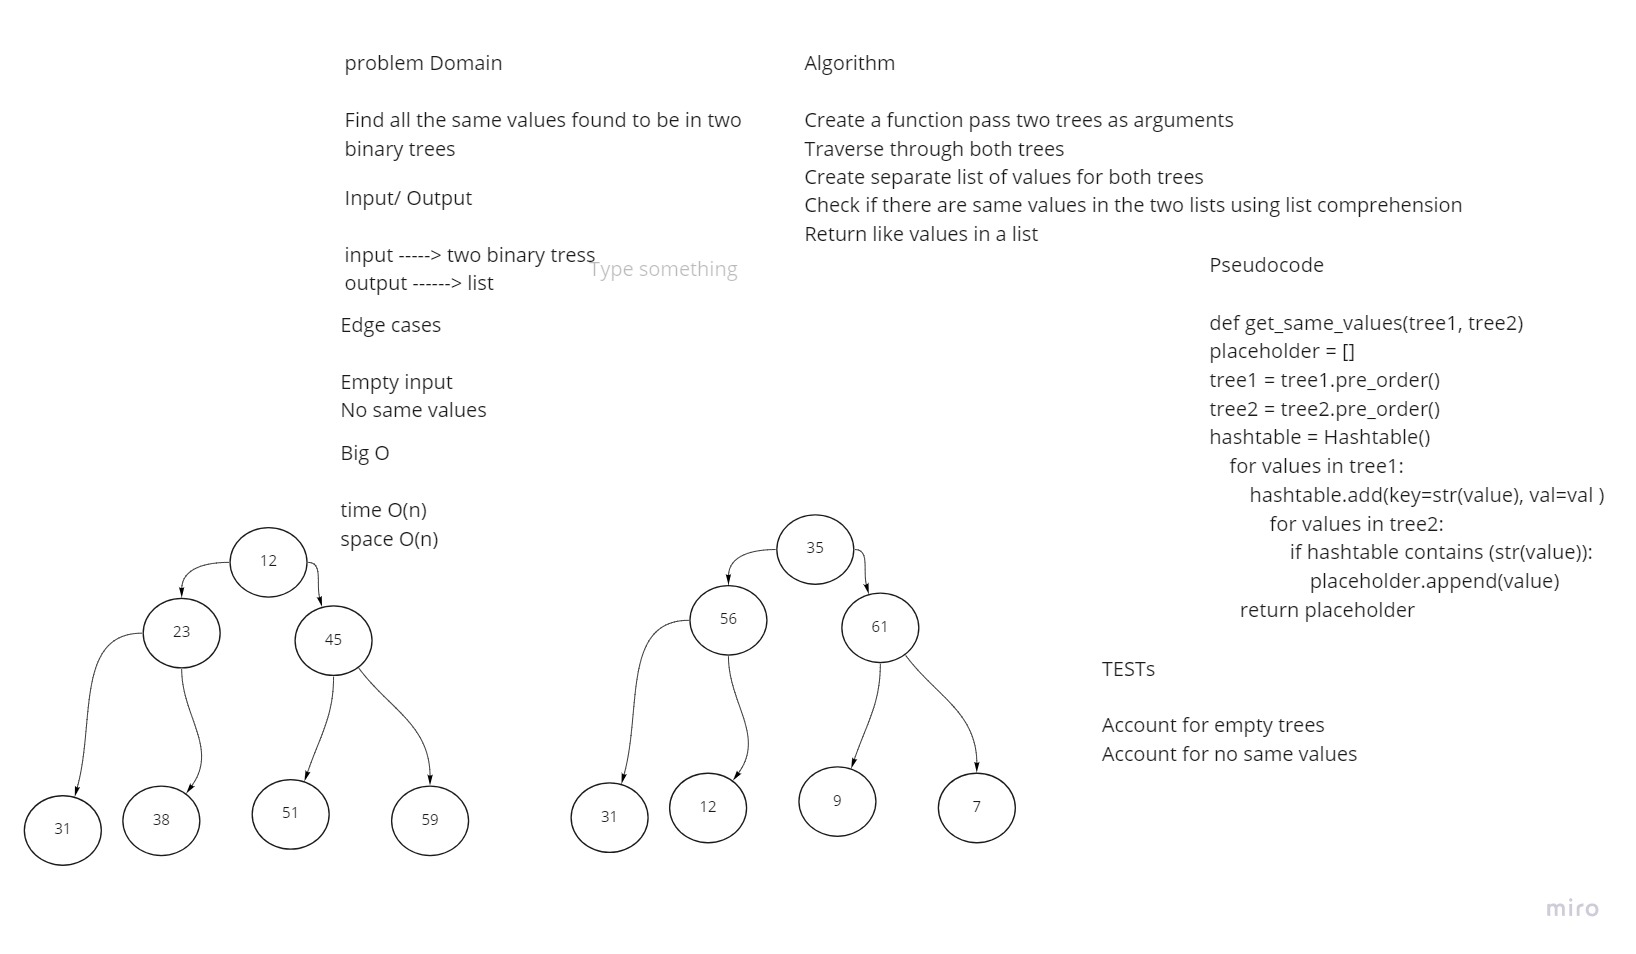 problem Domain
Find all the same values found to be in two
binary trees
Input/ Output
input -----> two binary tress
output ------> list
Type something
Edge cases
Empty input
No same values
Big O
time O(n)
space O(n)
Algorithm
Create a function pass two trees as arguments
Traverse through both trees
Create separate list of values for both trees
Check if there are same values in the two lists using list comprehension
Return like values in a list
Pseudocode
def get_same_values(tree1, tree2)
placeholder = []
tree1 = tree1.pre_order()
tree2 = tree2.pre_order()
hashtable = Hashtable()
for values in tree1:
hashtable.add(key=str(value), val=val )
for values in tree2:
if hashtable contains (str(value)):
placeholder.append(value)
return placeholder
TESTs
Account for empty trees
Account for no same values
12
23
45
31
38
51
59
35
56
61
31
12
9
7
miro